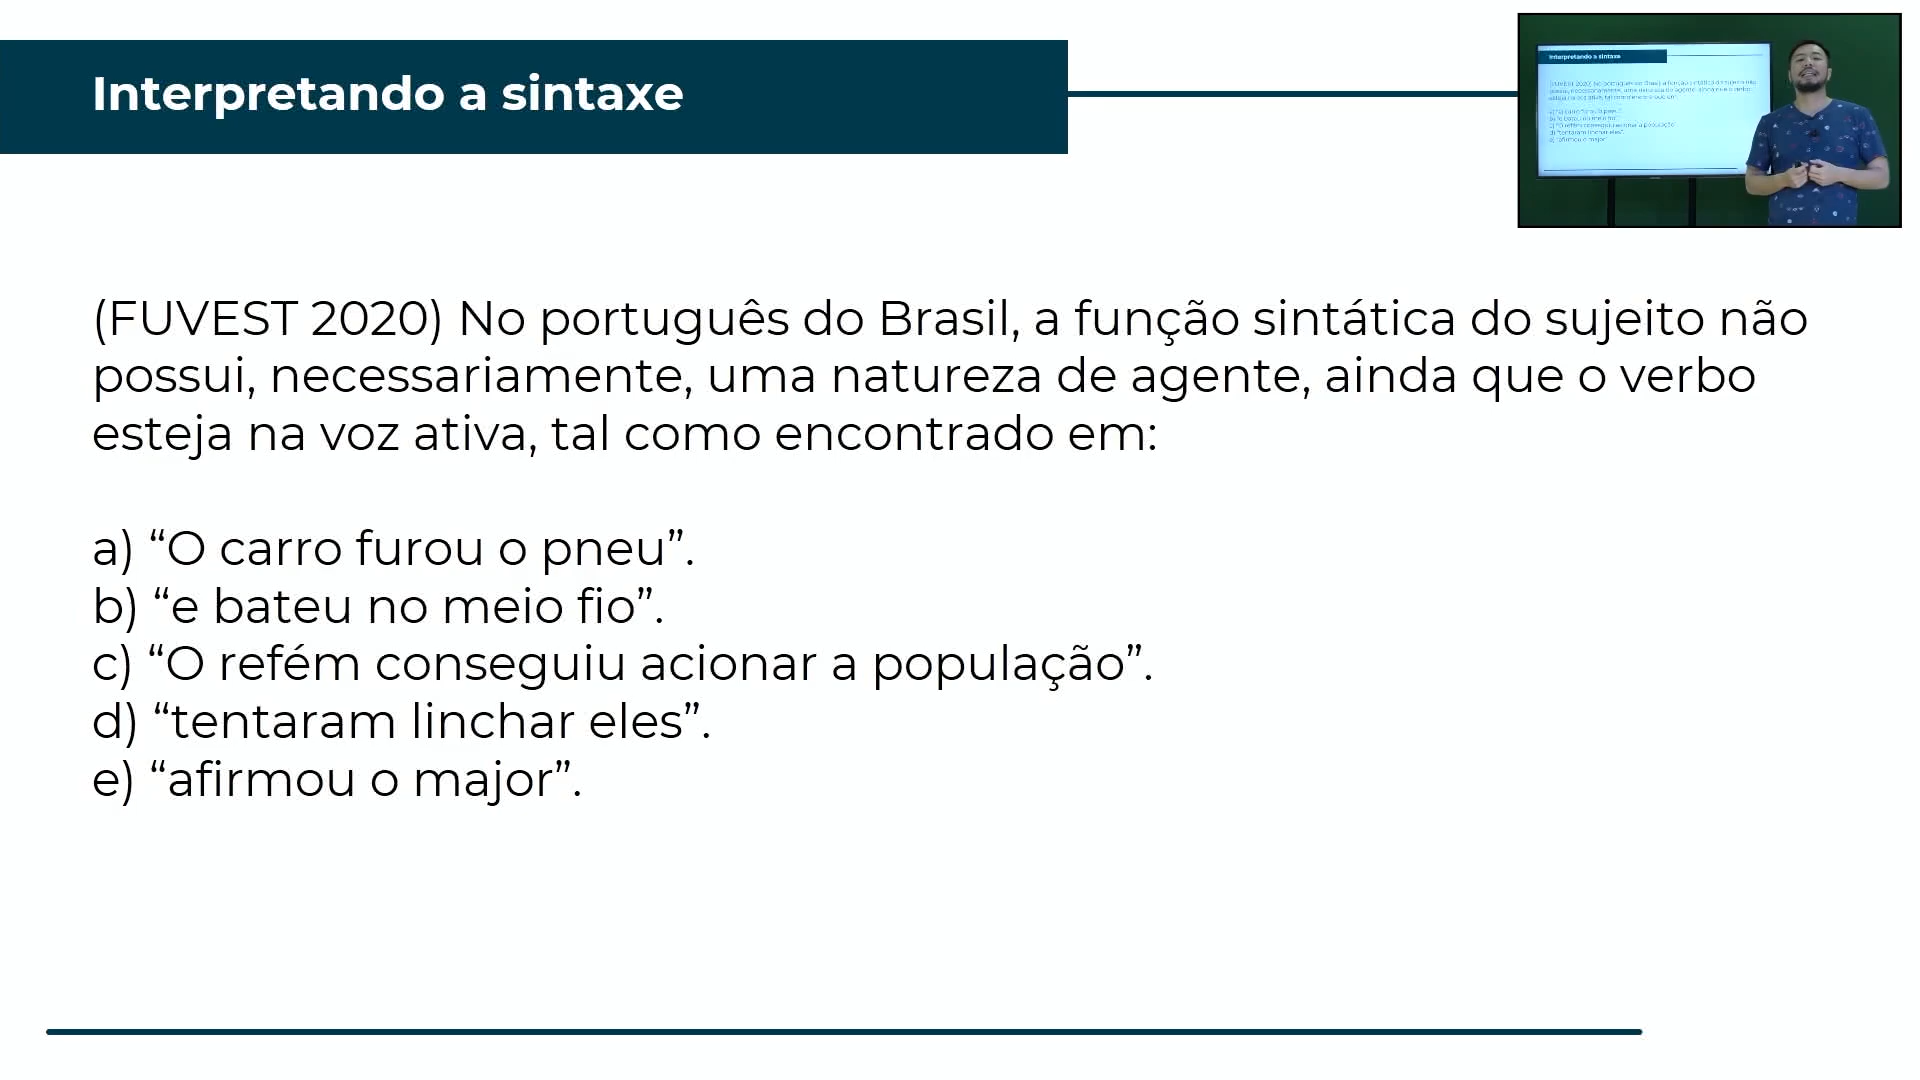 Interpretando a sintaxe
(FUVEST 2020) No português do Brasil, a função sintática do sujeito não
possui, necessariamente, uma natureza de agente, ainda que o verbo
esteja na voz ativa, tal como encontrado em:
a) “O carro furou o pneu”.
b) “e bateu no meio fio”.
c) “O refém conseguiu acionar a população”.
d) “tentaram linchar eles”.
e) “afirmou o major”.
Interpretando a sintaxe